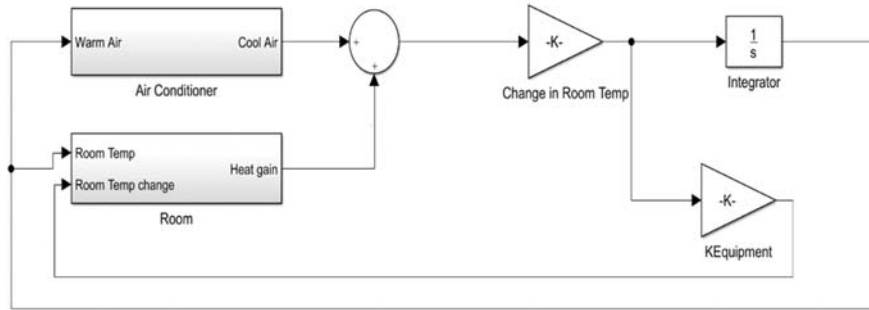 Warm Air
Cool Air
Air Conditioner
+
+
-K-
Change in Room Temp
1
s
Integrator
Room Temp
Room Temp change
Heat gain
Room
-K-
KEquipment